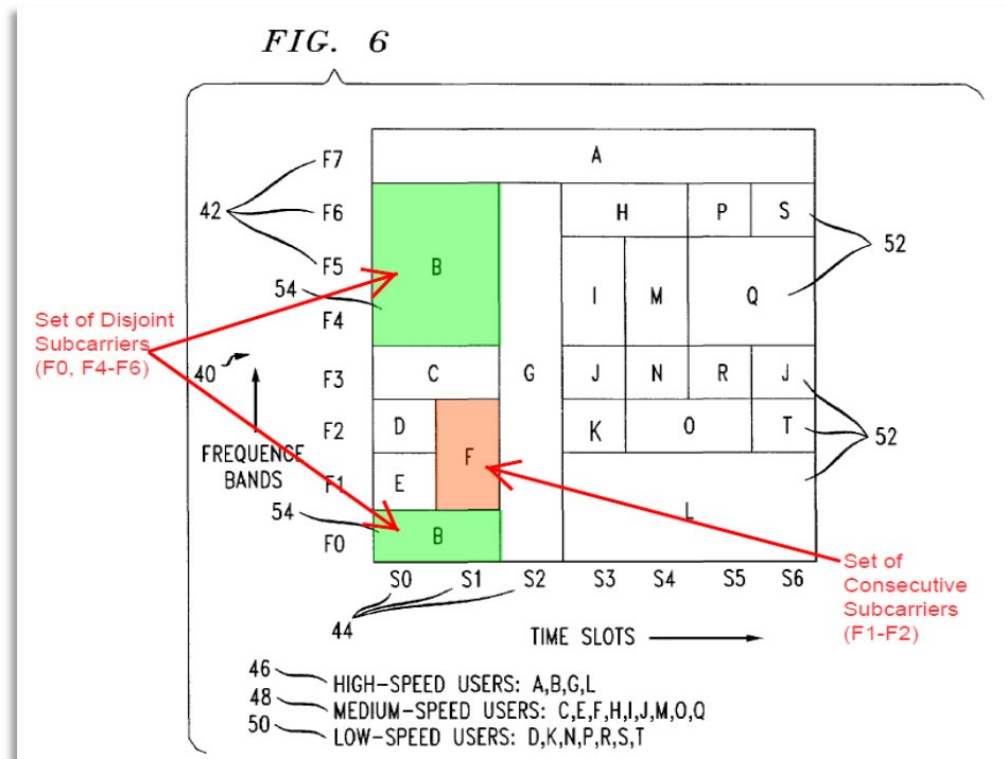 FIG. 6
A
F7
42
F6
H
P
S
52
F5
B
I
M
Q
54
F4
Set of Disjoint
Subcarriers
(F0, F4-F6)
40
F3
C
G
J
N
R
J
F2
D
K
O
T
52
FREQUENCE
BANDS
F
F1
E
L
54
F0
B
S0
S1
S2
S3
S4
S5
S6
Set of
Consecutive
Subcarriers
(F1-F2)
44
TIME SLOTS
46
HIGH-SPEED USERS: A,B,G,L
48
MEDIUM-SPEED USERS: C,E,F,H,I,J,M,O,Q
50
LOW-SPEED USERS: D,K,N,P,R,S,T